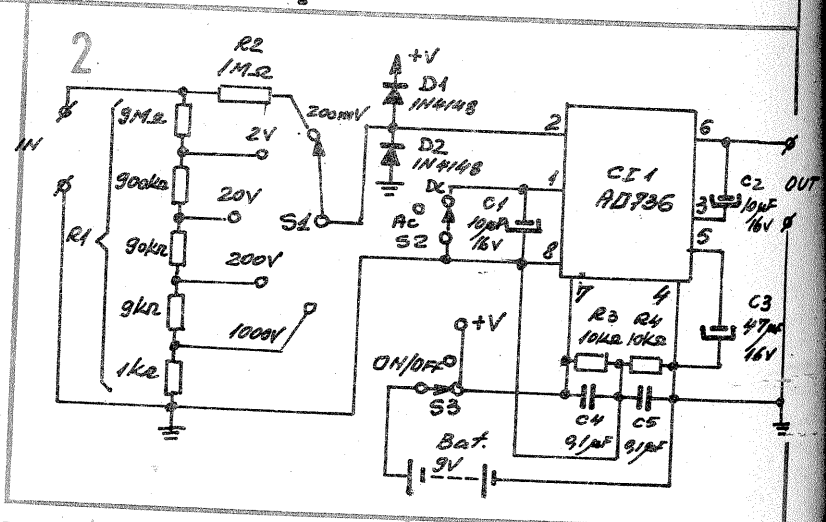 2
R2
1MΩ
+V
D1
1N4148
200mV
9MΩ
IN
2V
2
6
D2
1N4148
CI1
AD736
900kΩ
DC
1
C1
10µF
16V
C2
10µF
16V
OUT
3
20V
S1
AC
S2
5
R1
90kΩ
200V
8
7
4
C3
47µF
16V
9kΩ
1000V
R3
10kΩ
R4
10kΩ
+V
ON/OFF
1kΩ
S3
C4
0,1µF
C5
0,1µF
Bat.
9V